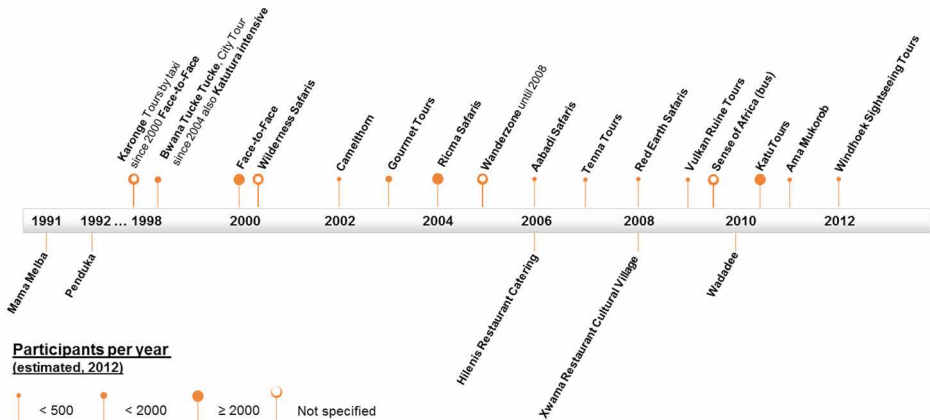 Karonge Tours by taxi
since 2000 Face-to-Face
Bwana Tucke Tucke, City Tour
since 2004 also Katutura intensive
Face-to-Face
Wilderness Safaris
Camelthorn
Gourmet Tours
Ricma Safaris
Wanderzone until 2008
Aabadi Safaris
Tenna Tours
Red Earth Safaris
Vulkan Ruine Tours
Sense of Africa (bus)
KatuTours
Ama Mukorob
Windhoek Sightseeing Tours
1991 1992 ... 1998 2000 2002 2004 2006 2008 2010 2012
Mama Melba
Penduka
Hilenis Restaurant Catering
Xwama Restaurant Cultural Village
Wadadee
Participants per year
(estimated, 2012)
< 500 < 2000 ≥ 2000 Not specified